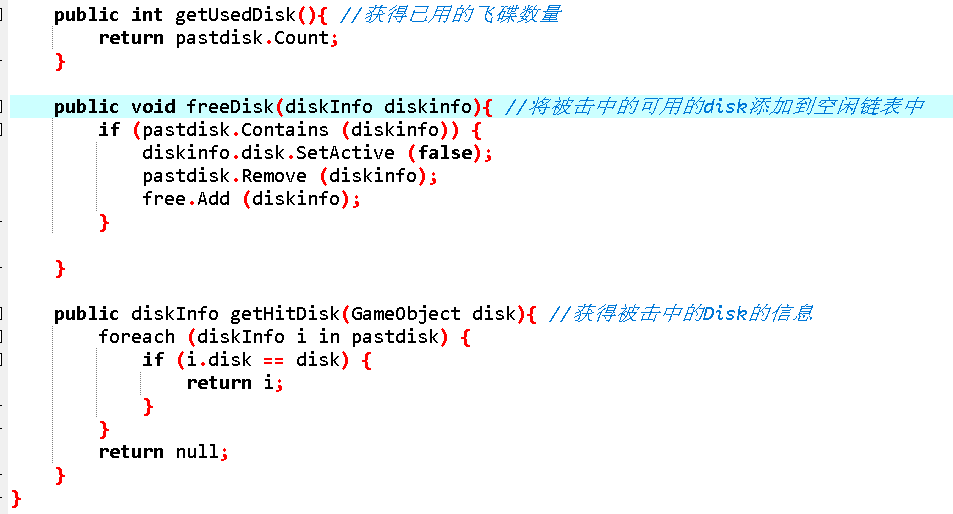 public int getUsedDisk(){ //获得已用的飞碟数量
return pastdisk.Count;
}
public void freeDisk(diskInfo diskinfo){ //将被击中的可用的disk添加到空闲链表中
if (pastdisk.Contains (diskinfo)) {
diskinfo.disk.SetActive (false);
pastdisk.Remove (diskinfo);
free.Add (diskinfo);
}
}
public diskInfo getHitDisk(GameObject disk){ //获得被击中的Disk的信息
foreach (diskInfo i in pastdisk) {
if (i.disk == disk) {
return i;
}
}
return null;
}
}